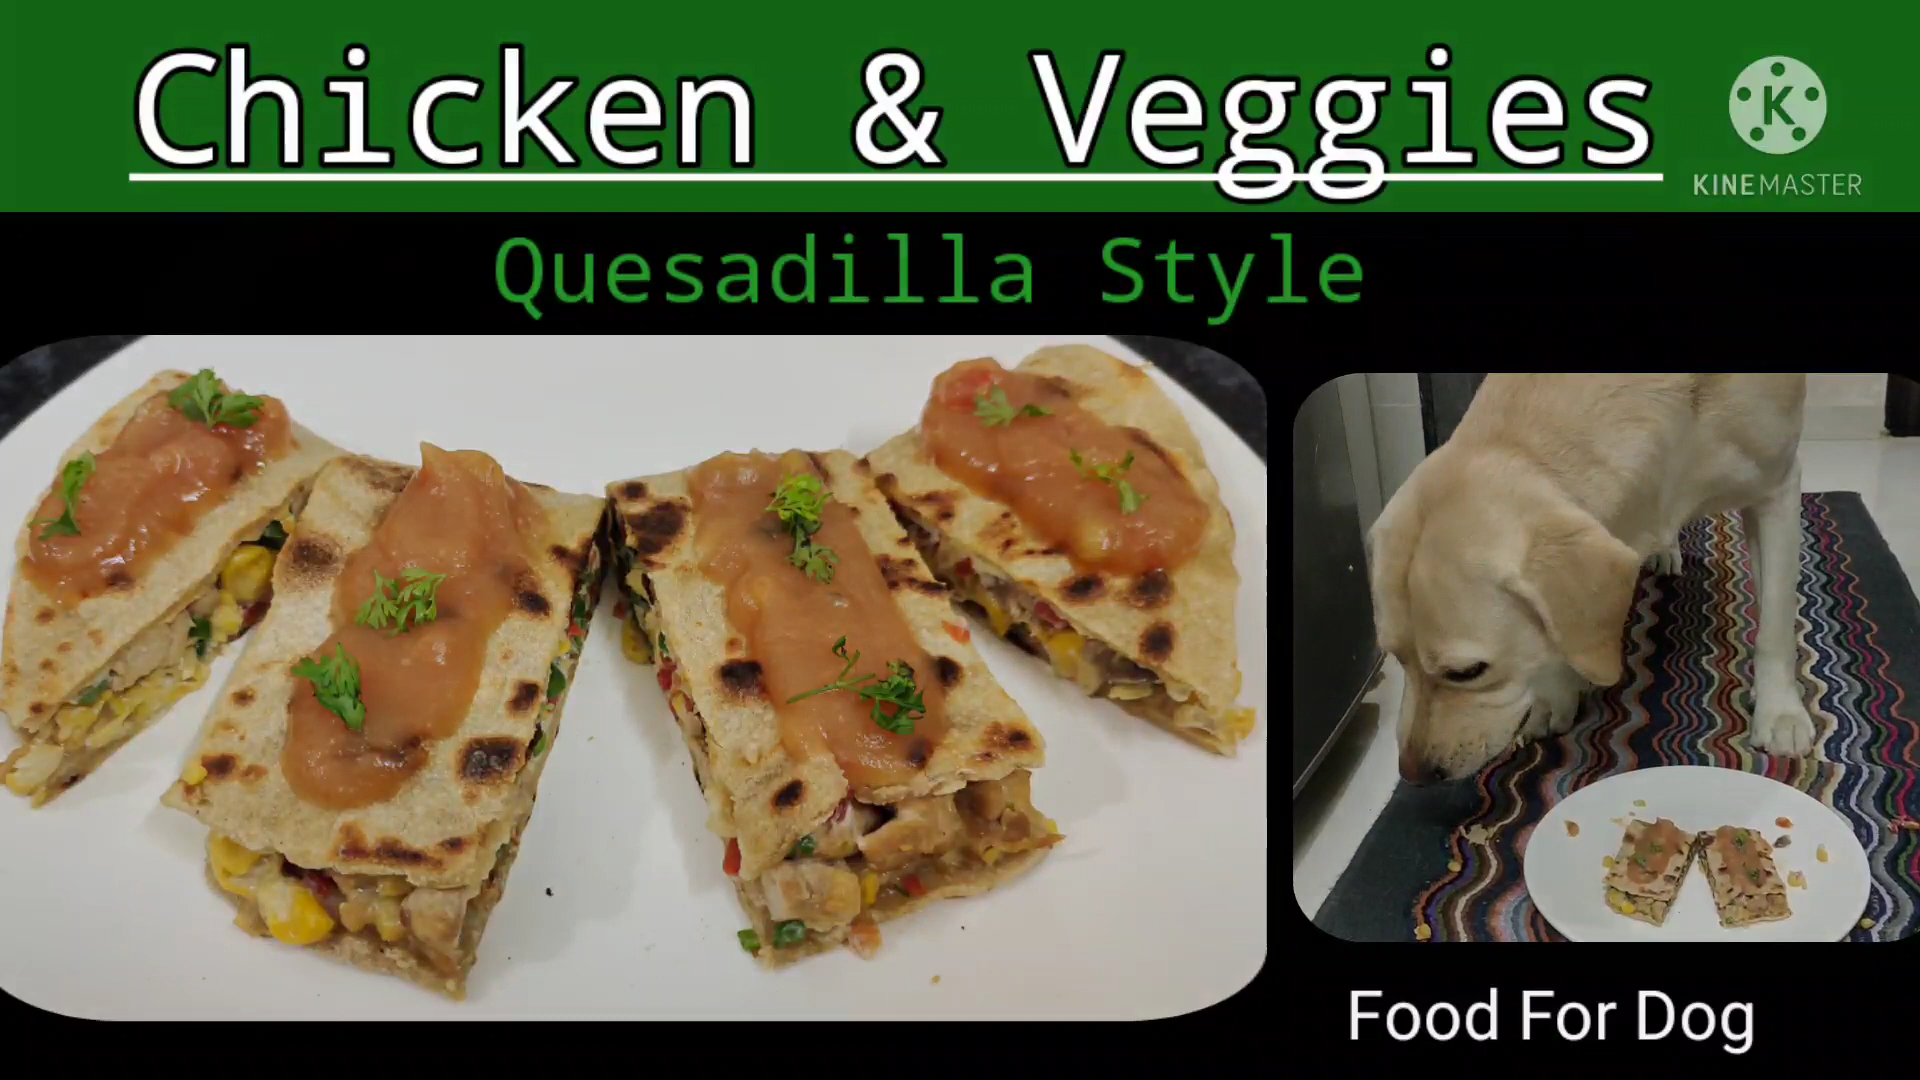 Chicken & Veggies
K
KINEMASTER
Quesadilla Style
Food For Dog